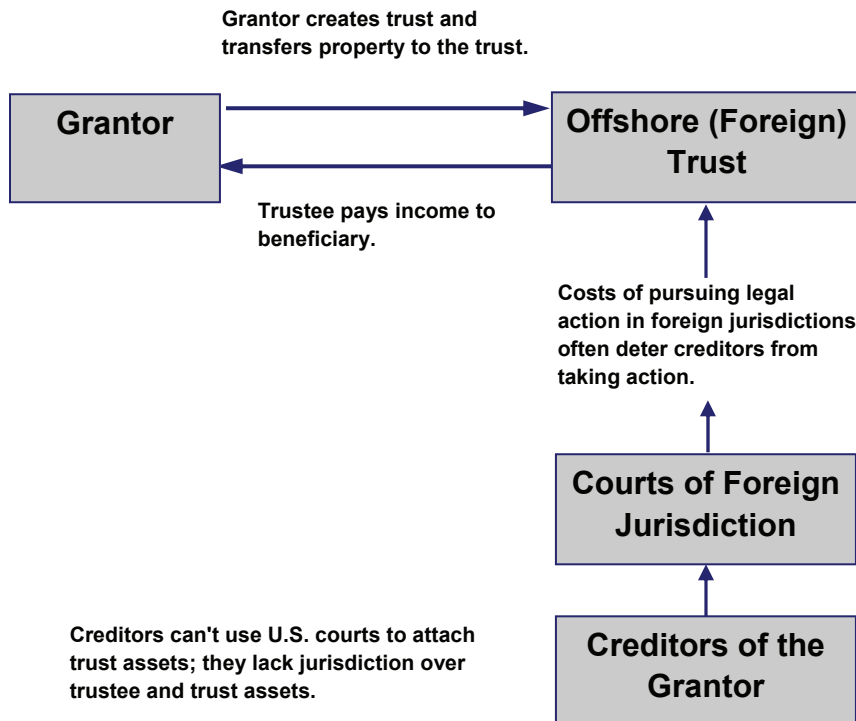 Grantor creates trust and
transfers property to the trust.
Grantor
Offshore (Foreign)
Trust
Trustee pays income to
beneficiary.
Costs of pursuing legal
action in foreign jurisdictions
often deter creditors from
taking action.
Courts of Foreign
Jurisdiction
Creditors can't use U.S. courts to attach
trust assets; they lack jurisdiction over
trustee and trust assets.
Creditors of the
Grantor